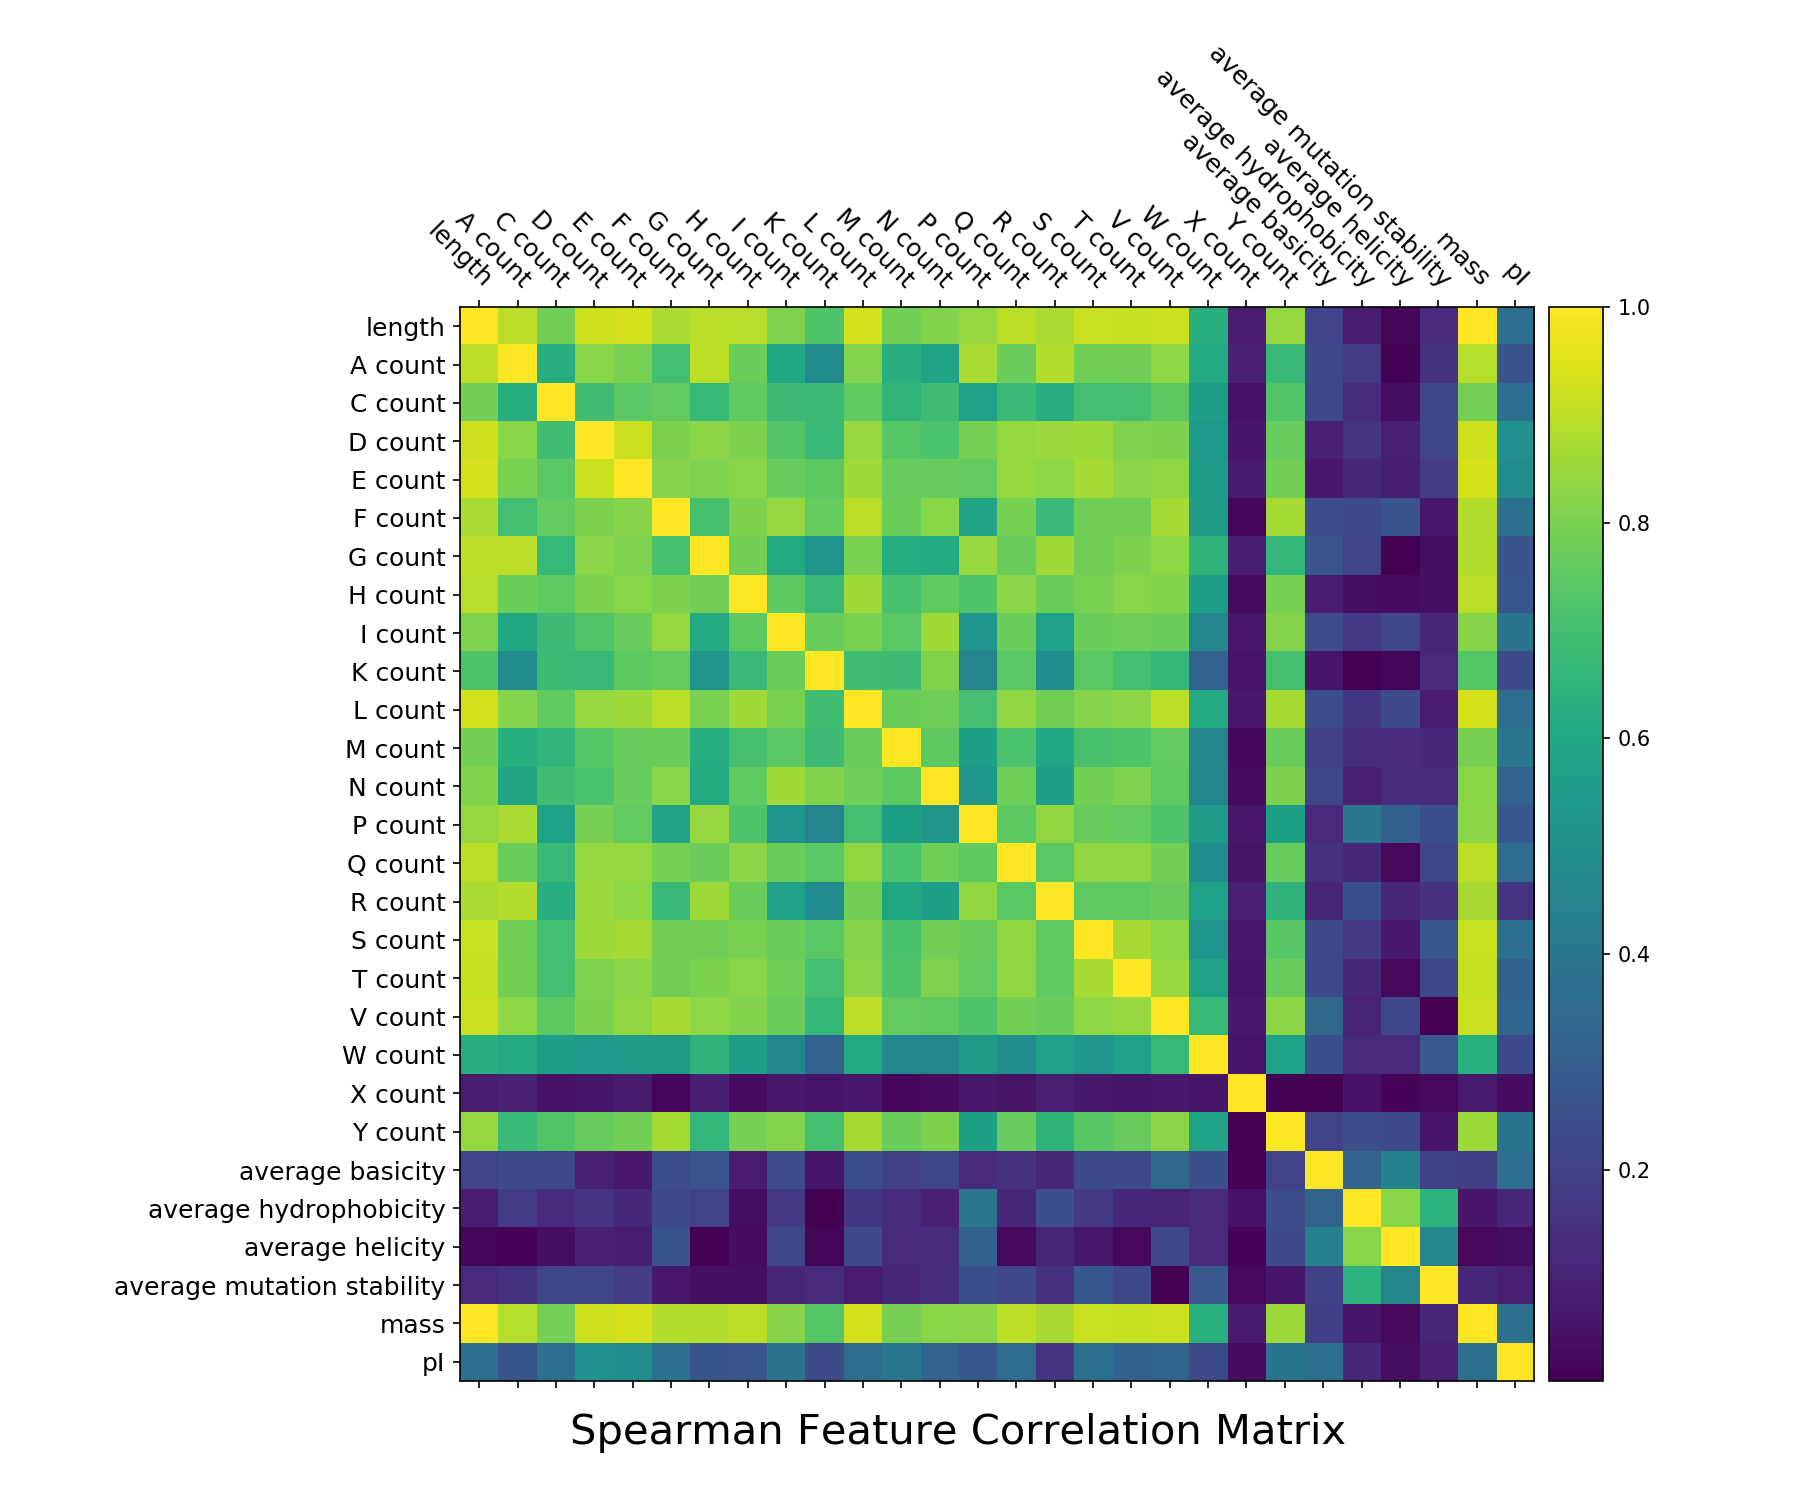 length
A count
C count
D count
E count
F count
G count
H count
I count
K count
L count
M count
N count
P count
Q count
R count
S count
T count
V count
W count
X count
Y count
average basicity
average hydrophobicity
average helicity
average mutation stability
mass
pI
length
A count
C count
D count
E count
F count
G count
H count
I count
K count
L count
M count
N count
P count
Q count
R count
S count
T count
V count
W count
X count
Y count
average basicity
average hydrophobicity
average helicity
average mutation stability
mass
pI
1.0
0.8
0.6
0.4
0.2
Spearman Feature Correlation Matrix